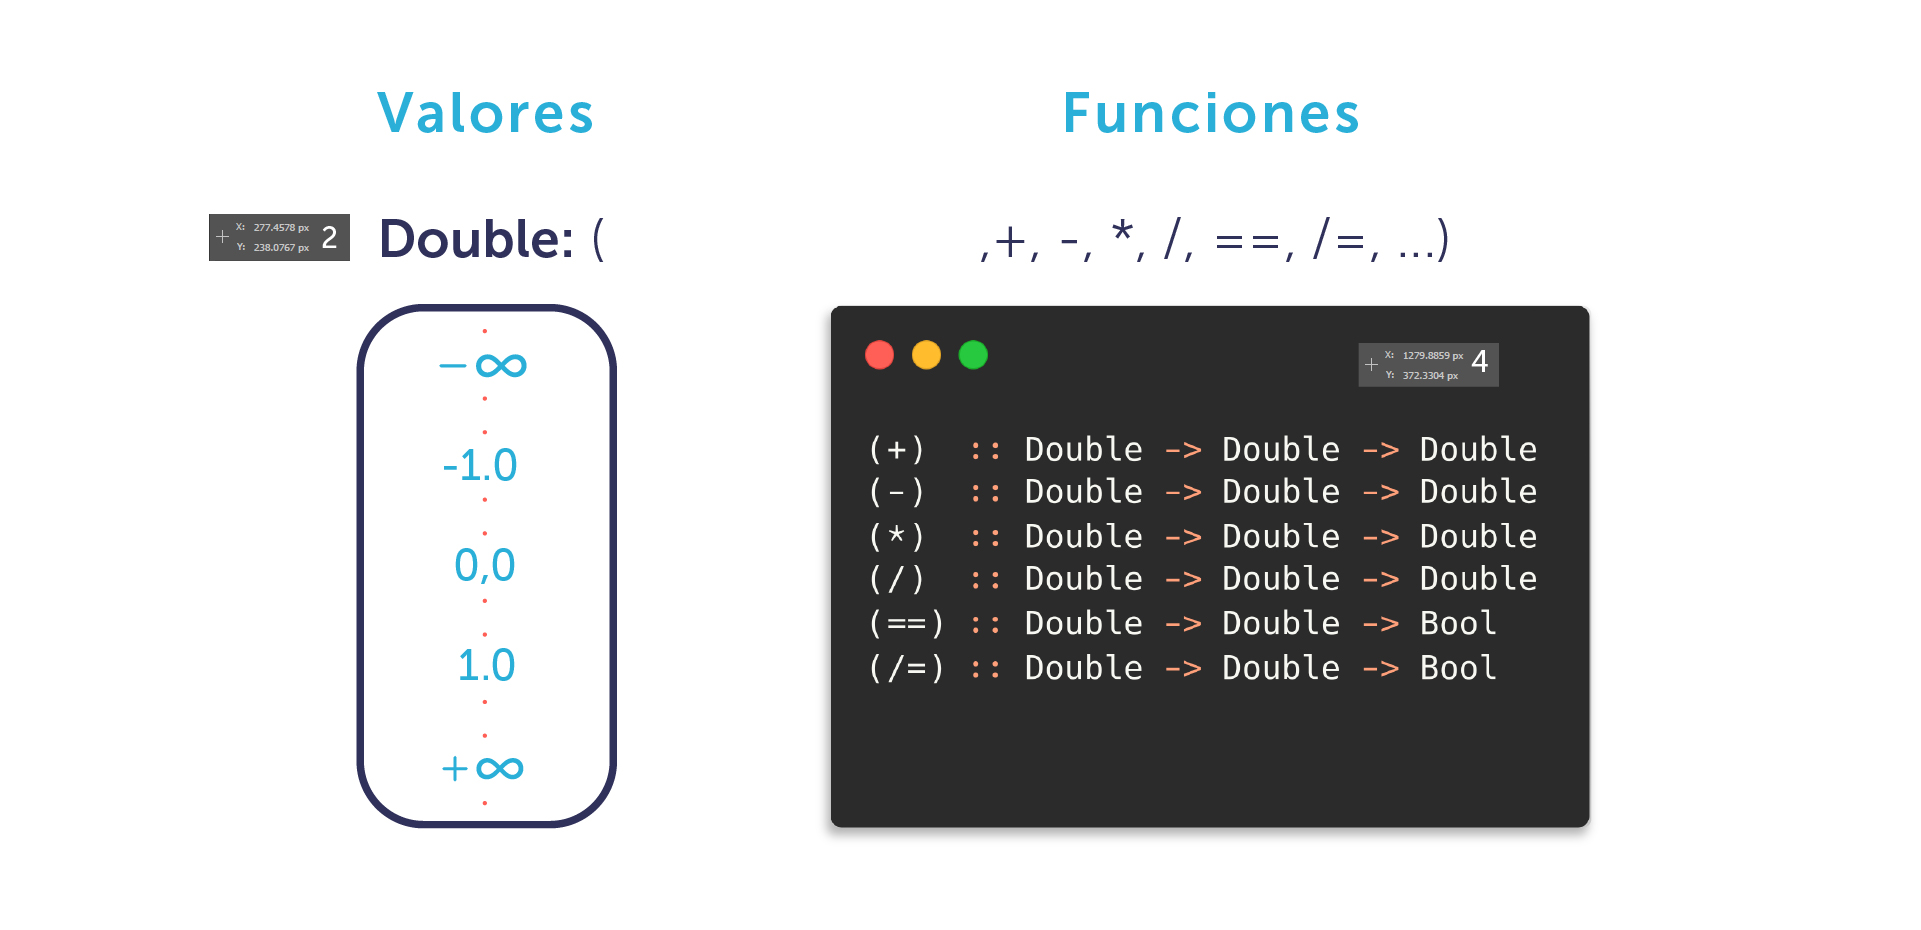 Valores
Funciones
X: 277.4578 px
Y: 238.0767 px
2
Double: (
,+, -, *, /, ==, /=, ...)
− ∞
-1.0
0,0
1.0
+ ∞
X: 1279.8859 px
Y: 372.3304 px
4
(+) :: Double -> Double -> Double
(-) :: Double -> Double -> Double
(*) :: Double -> Double -> Double
(/) :: Double -> Double -> Double
(==) :: Double -> Double -> Bool
(/=) :: Double -> Double -> Bool